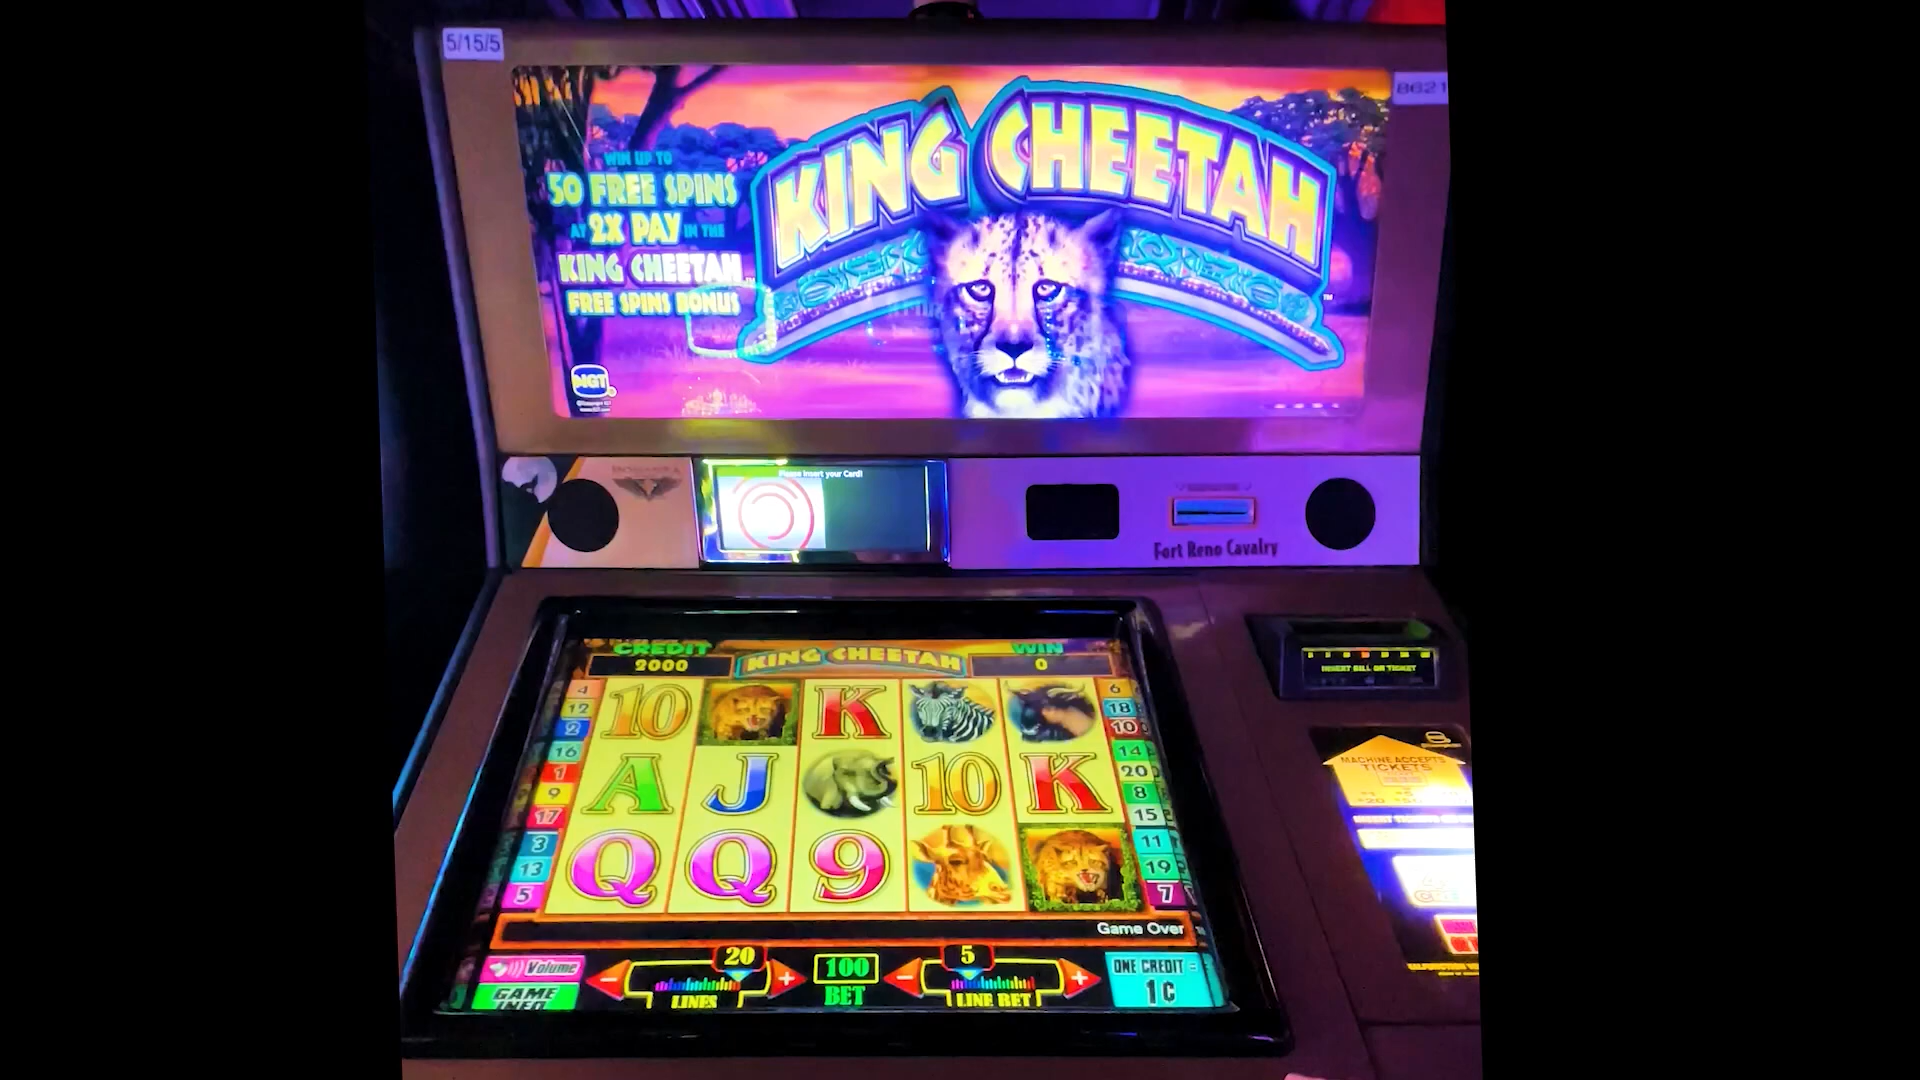 5/15/5
8621
KING CHEETAH
TM
WIN UP TO
50 FREE SPINS
AT 2X PAY IN THE
KING CHEETAH
FREE SPINS BONUS
IGT
Please Insert your Card!
Fort Reno Cavalry
CREDIT
2000
KING CHEETAH
WIN
0
INSERT BILL OR TICKET
4 10 K 6
12 18
2 10
16 14
1 A J 10 K 20
9 8
17 15
3 Q Q 9 11
13 19
5 7
MACHINE ACCEPTS
TICKETS
Game Over
Volume
GAME
INFO
20
LINES
100
BET
5
LINE BET
ONE CREDIT =
1¢